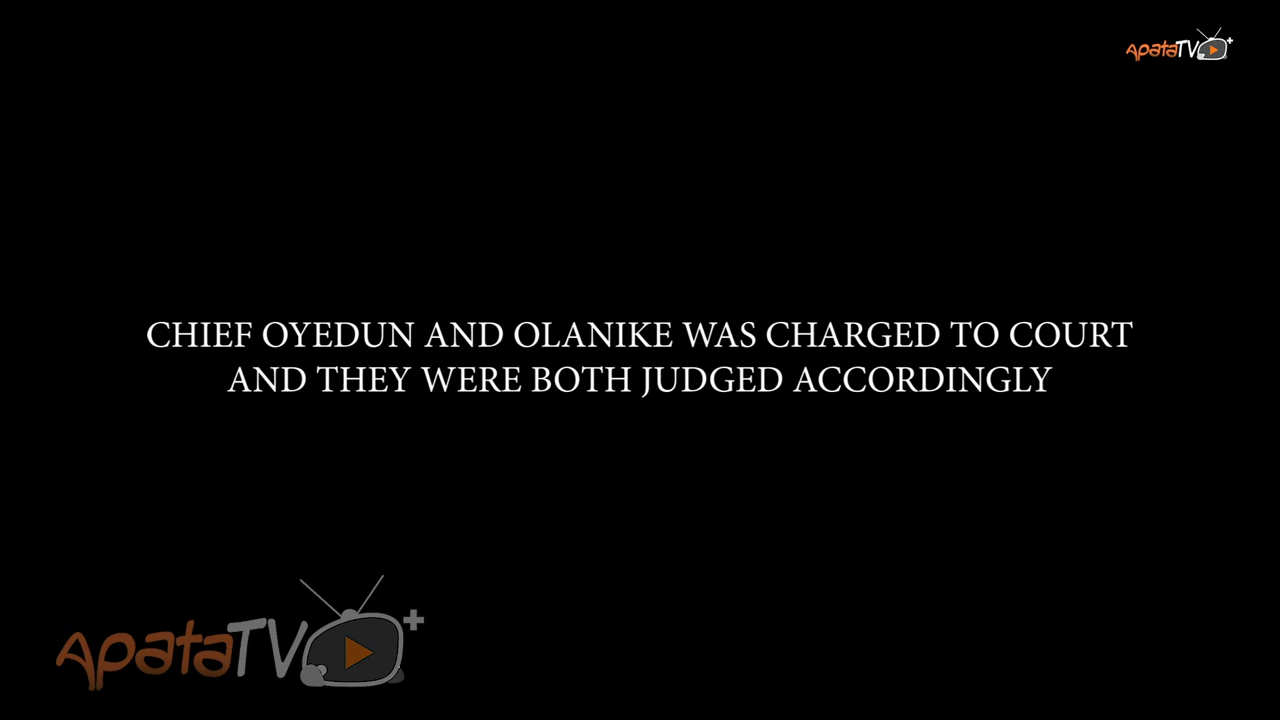 ApataTV+
CHIEF OYEDUN AND OLANIKE WAS CHARGED TO COURT
AND THEY WERE BOTH JUDGED ACCORDINGLY
ApataTV+